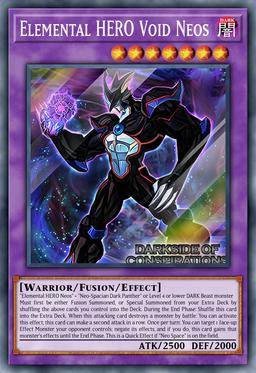 ELEMENTAL HERO VOID NEOS
DARK
闇
DARKSIDE OF
CONSPIRATIONS
[WARRIOR/FUSION/EFFECT]
"Elemental HERO Neos" + "Neo-Spacian Dark Panther" or Level 4 or lower DARK Beast monster
Must first be either Fusion Summoned, or Special Summoned from your Extra Deck by
shuffling the above cards you control into the Deck. During the End Phase: Shuffle this
card into the Extra Deck. When this attacking card destroys a monster by battle: You can activate
this effect; this card can make a second attack in a row. Once per turn: You can target 1 face-up
Effect Monster your opponent controls; negate its effects, and if you do, this card gains that
monster's effects until the End Phase. This is a Quick Effect if "Neo Space" is on the field.
ATK/2500 DEF/2000